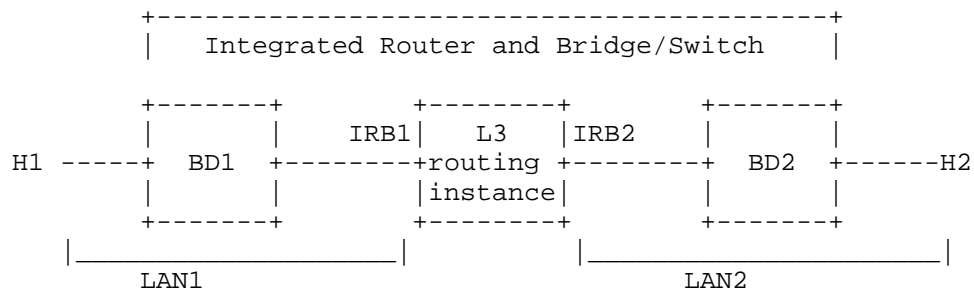 Integrated Router and Bridge/Switch
IRB1 L3 IRB2
H1 BD1 routing BD2 H2
instance
LAN1 LAN2